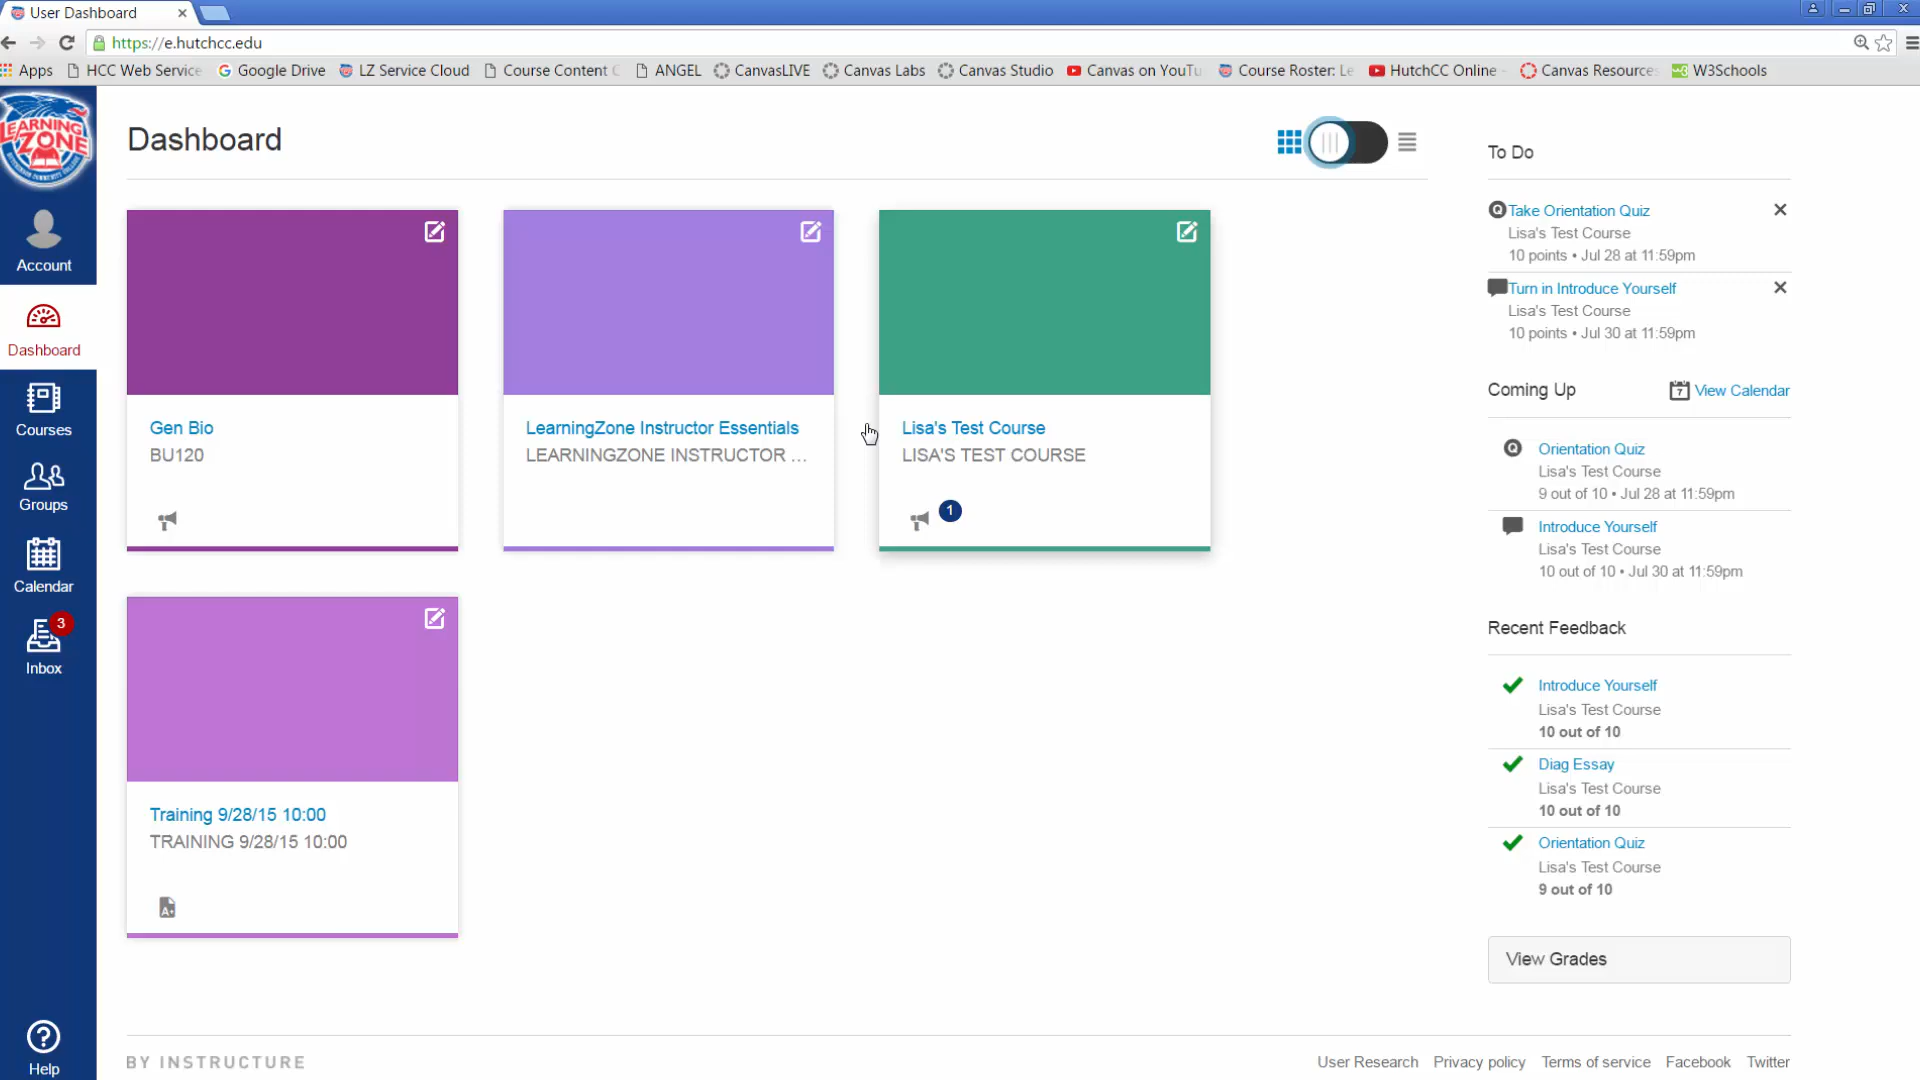 User Dashboard
https://e.hutchcc.edu
Apps
HCC Web Service
Google Drive
LZ Service Cloud
Course Content
ANGEL
CanvasLIVE
Canvas Labs
Canvas Studio
Canvas on YouTu
Course Roster: Le
HutchCC Online
Canvas Resources
W3Schools
LEARNING
ZONE
HUTCHINSON COMMUNITY COLLEGE
Account
Dashboard
Courses
Groups
Calendar
3
Inbox
Help
Dashboard
Gen Bio
BU120
LearningZone Instructor Essentials
LEARNINGZONE INSTRUCTOR ...
Lisa's Test Course
LISA'S TEST COURSE
1
Training 9/28/15 10:00
TRAINING 9/28/15 10:00
To Do
Take Orientation Quiz
Lisa's Test Course
10 points • Jul 28 at 11:59pm
Turn in Introduce Yourself
Lisa's Test Course
10 points • Jul 30 at 11:59pm
Coming Up
7 View Calendar
Orientation Quiz
Lisa's Test Course
9 out of 10 • Jul 28 at 11:59pm
Introduce Yourself
Lisa's Test Course
10 out of 10 • Jul 30 at 11:59pm
Recent Feedback
Introduce Yourself
Lisa's Test Course
10 out of 10
Diag Essay
Lisa's Test Course
10 out of 10
Orientation Quiz
Lisa's Test Course
9 out of 10
View Grades
BY INSTRUCTURE
User Research
Privacy policy
Terms of service
Facebook
Twitter